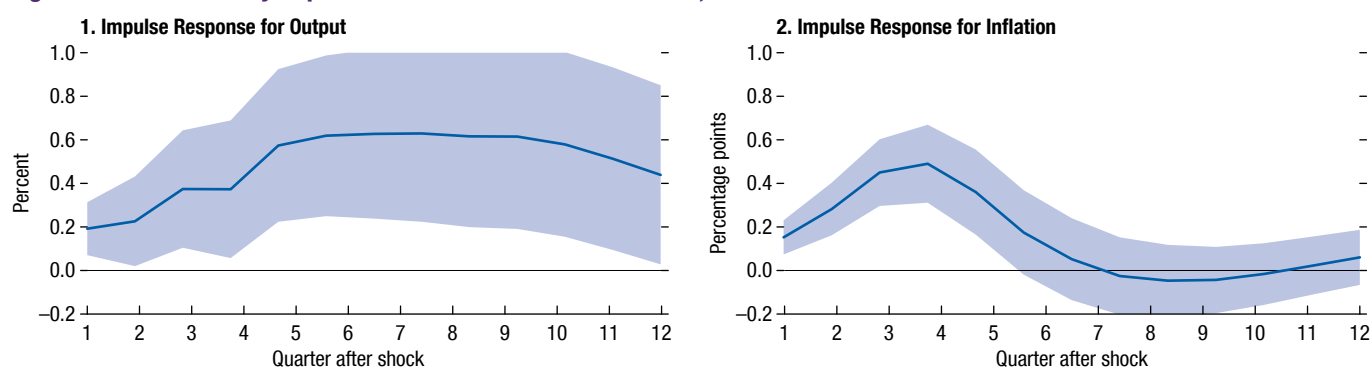 1. Impulse Response for Output
1.0
0.8
0.6
0.4
0.2
0.0
–0.2
Percent
1 2 3 4 5 6 7 8 9 10 11 12
Quarter after shock
2. Impulse Response for Inflation
1.0
0.8
0.6
0.4
0.2
0.0
–0.2
Percentage points
1 2 3 4 5 6 7 8 9 10 11 12
Quarter after shock